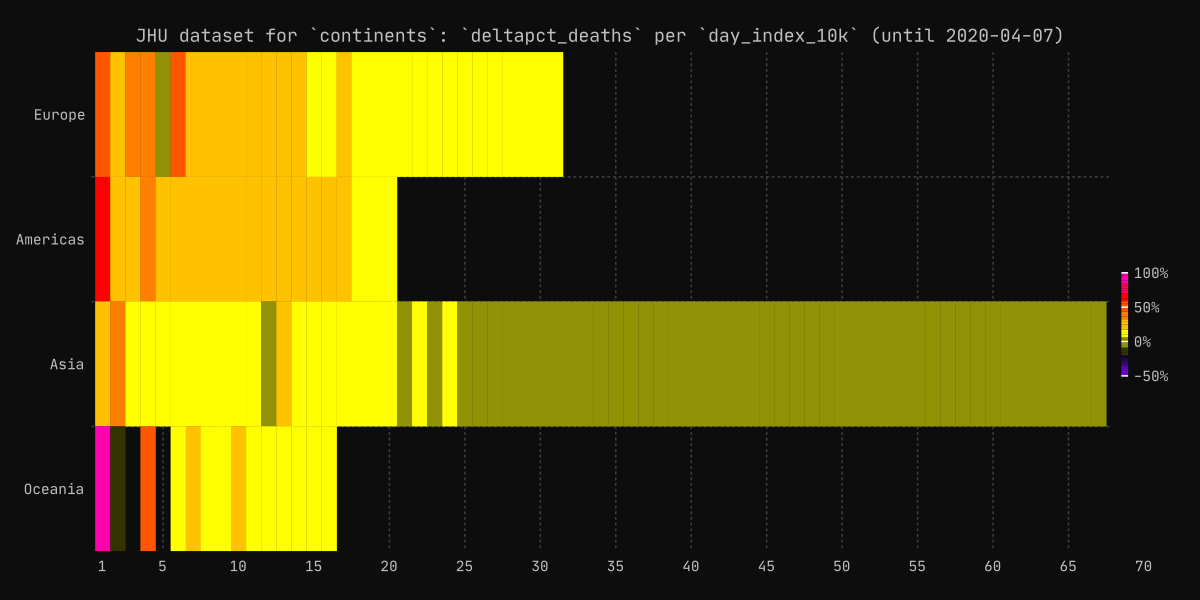 JHU dataset for `continents`: `deltapct_deaths` per `day_index_10k` (until 2020-04-07)
Europe
Americas
Asia
Oceania
100%
50%
0%
-50%
1 5 10 15 20 25 30 35 40 45 50 55 60 65 70